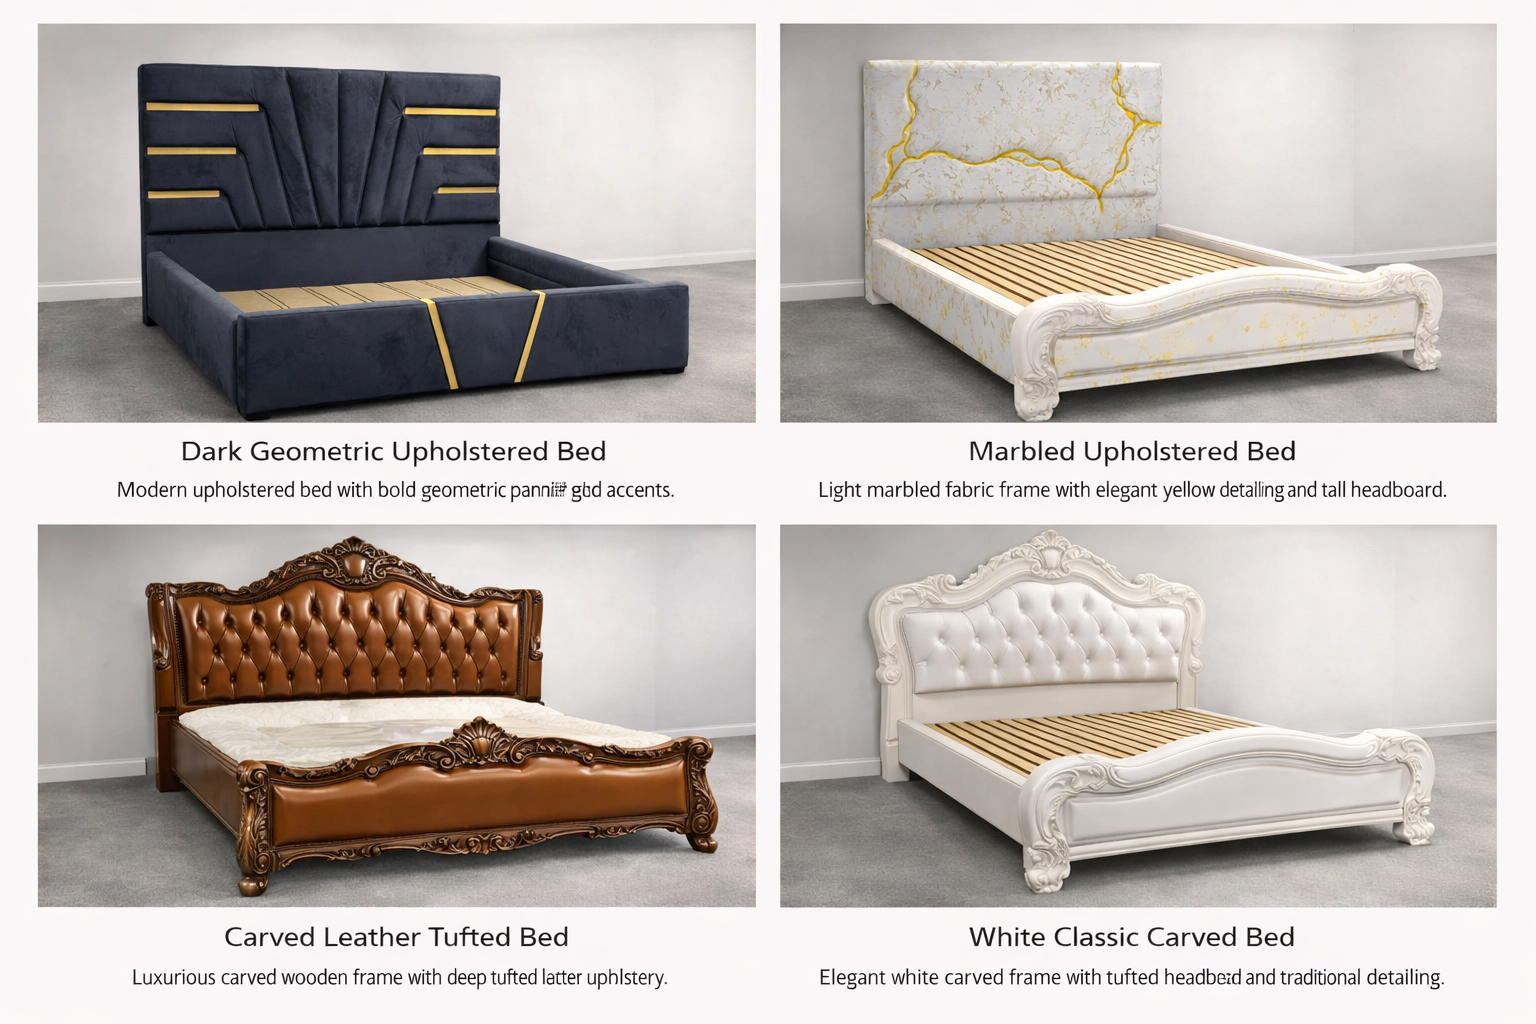 Dark Geometric Upholstered Bed
Modern upholstered bed with bold geometric accents.
Marbled Upholstered Bed
Light marbled fabric frame with elegant yellow detailing and tall headboard.
Carved Leather Tufted Bed
Luxurious carved wooden frame with deep tufted latter uphlstery.
White Classic Carved Bed
Elegant white carved frame with tufted and traditional detailing.